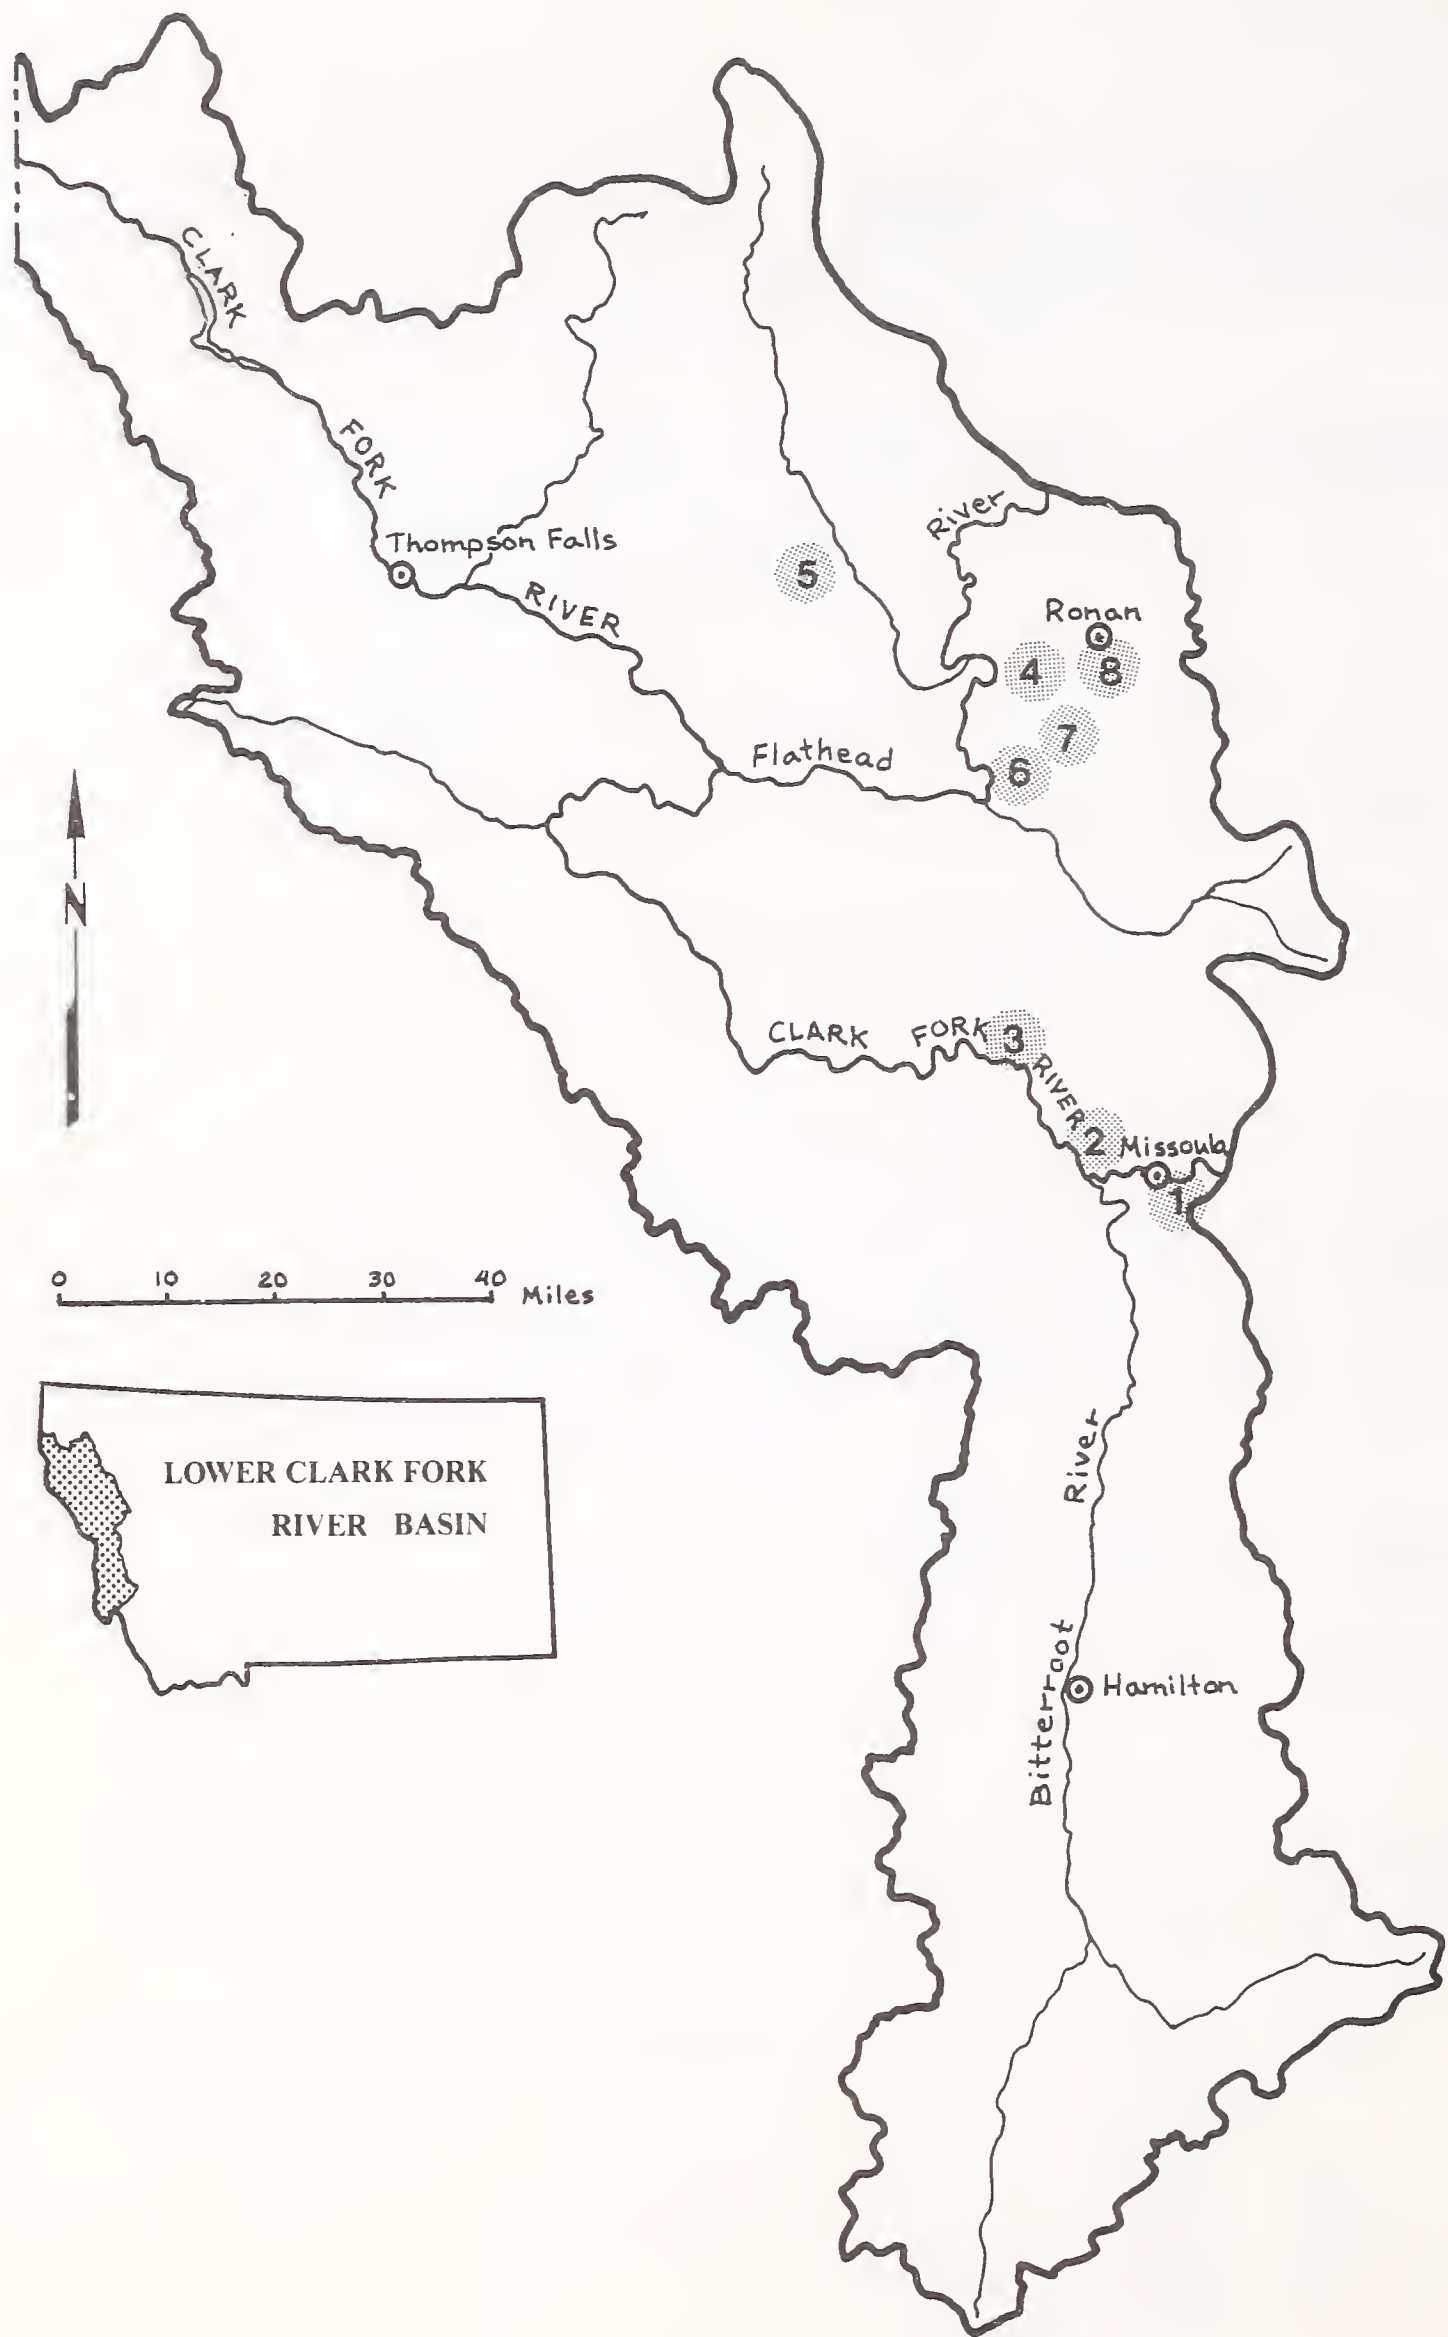 CLARK
FORK
RIVER
Thompson Falls
5
River
Ronan
4
8
7
6
Flathead
N
CLARK FORK
3
RIVER
2
Missoula
1
0 10 20 30 40 Miles
LOWER CLARK FORK
RIVER BASIN
River
Bitterroot
Hamilton